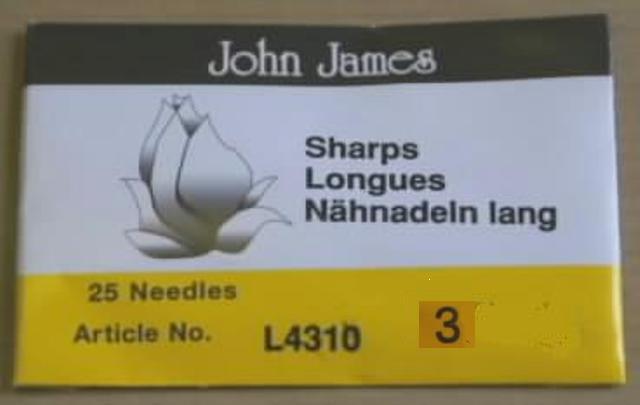 John James
Sharps
Longues
Nähnadeln lang
25 Needles
Article No. L4310 3